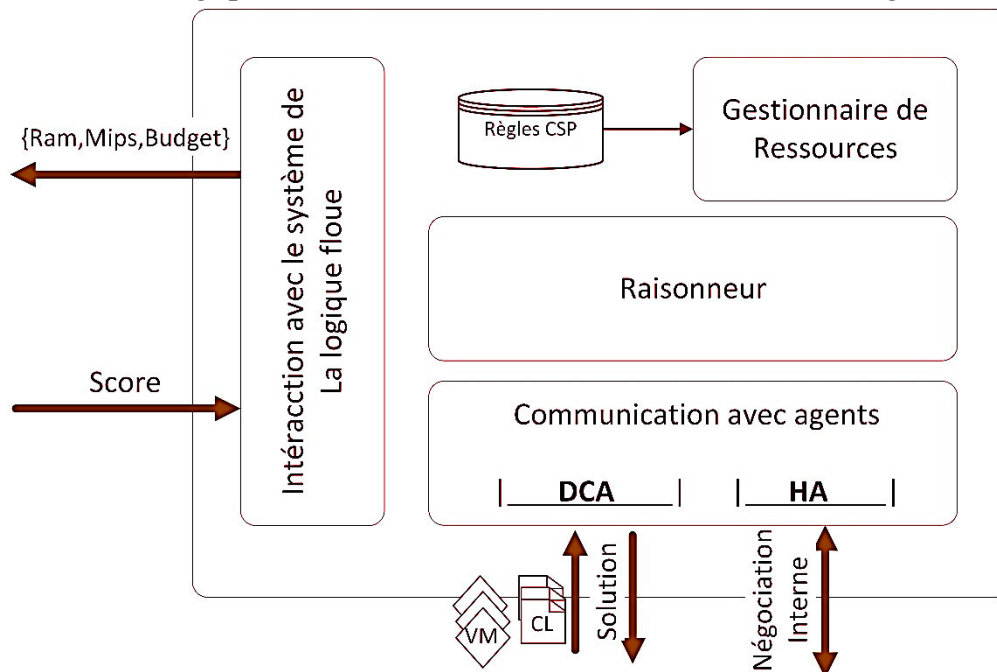 {Ram,Mips,Budget}
Score
Intéracction avec le système de
La logique floue
Règles CSP
Gestionnaire de
Ressources
Raisonneur
Communication avec agents
| DCA | | HA |
VM
CL
Solution
Négociation
Interne